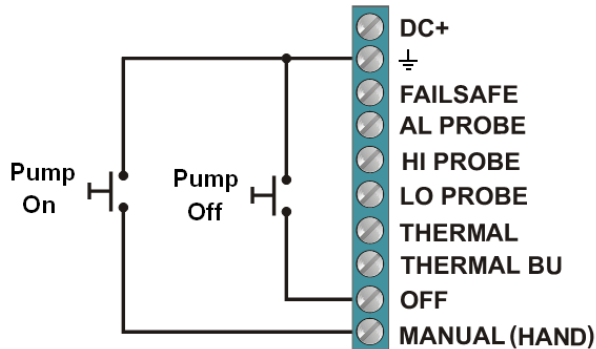 DC+
FAILSAFE
AL PROBE
HI PROBE
LO PROBE
THERMAL
THERMAL BU
OFF
MANUAL (HAND)
Pump
On
Pump
Off